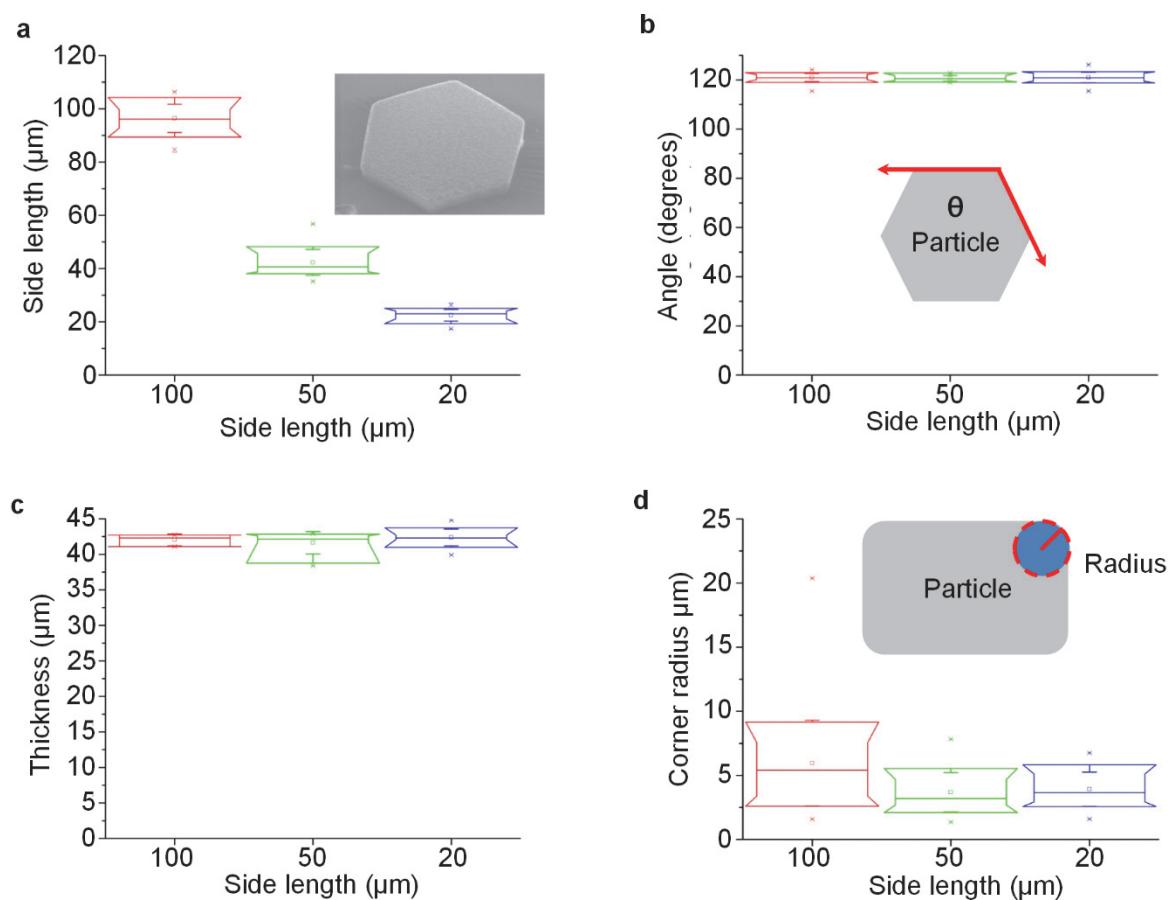 a
120
100
80
60
40
20
0
Side length (µm)
100
50
20
Side length (µm)
b
120
100
80
60
40
20
0
Angle (degrees)
θ
Particle
100
50
20
Side length (µm)
c
45
40
35
30
25
20
15
10
5
0
Thickness (µm)
100
50
20
Side length (µm)
d
25
20
15
10
5
0
Corner radius µm)
Particle
Radius
100
50
20
Side length (µm)